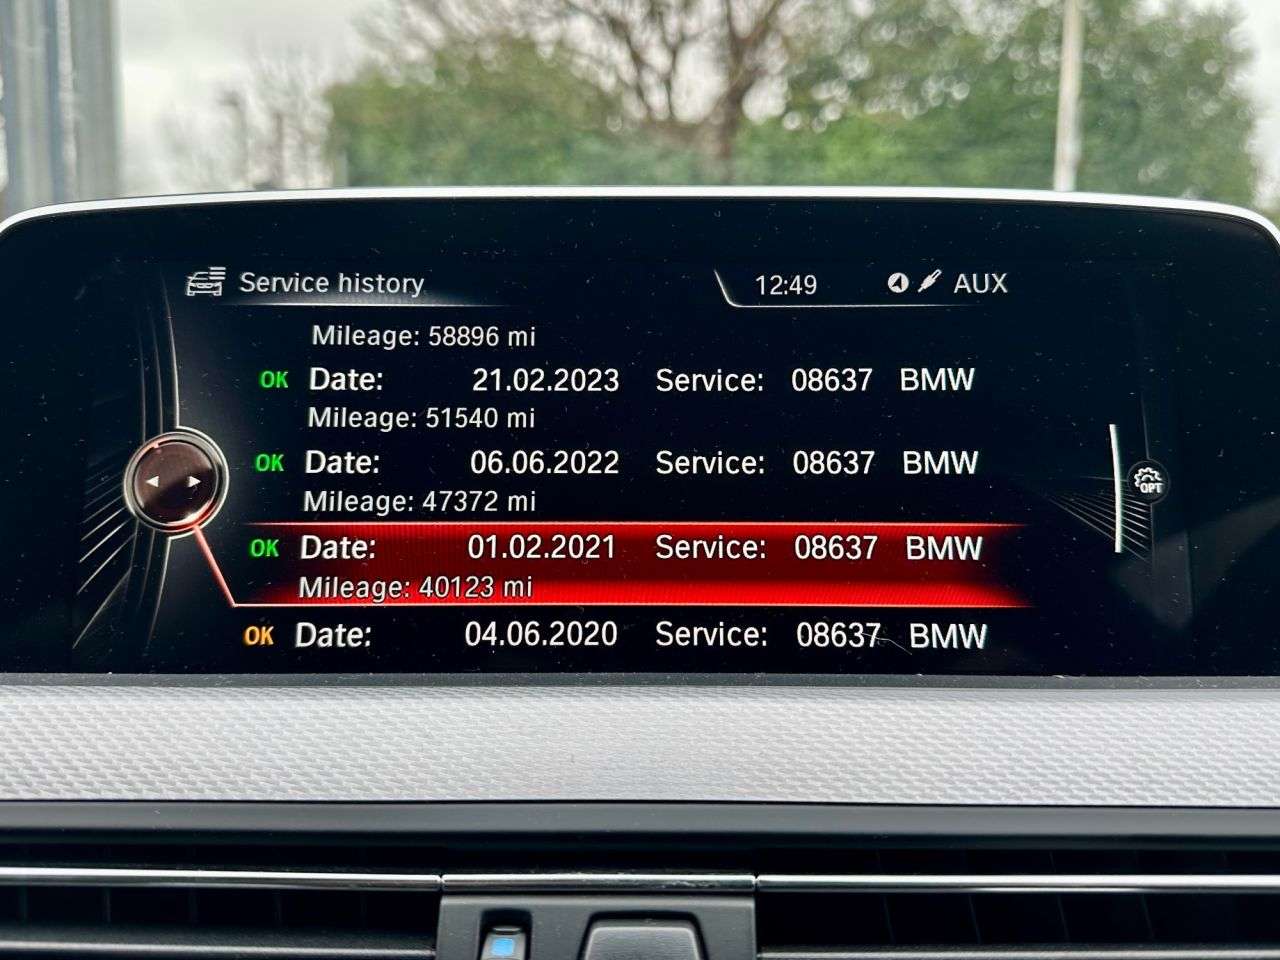 Service history 12:49 AUX
Mileage: 58896 mi
OK Date: 21.02.2023 Service: 08637 BMW
Mileage: 51540 mi
OK Date: 06.06.2022 Service: 08637 BMW
Mileage: 47372 mi
OK Date: 01.02.2021 Service: 08637 BMW
Mileage: 40123 mi
OK Date: 04.06.2020 Service: 08637 BMW
OPT